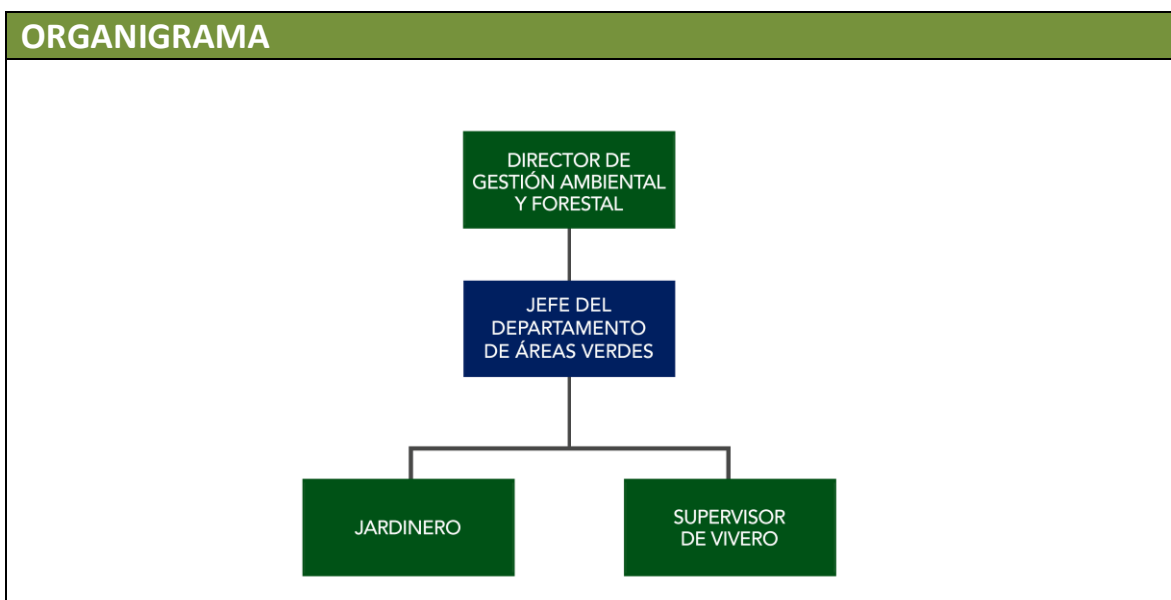 ORGANIGRAMA
DIRECTOR DE
GESTIÓN AMBIENTAL
Y FORESTAL
JEFE DEL
DEPARTAMENTO
DE ÁREAS VERDES
JARDINERO
SUPERVISOR
DE VIVERO